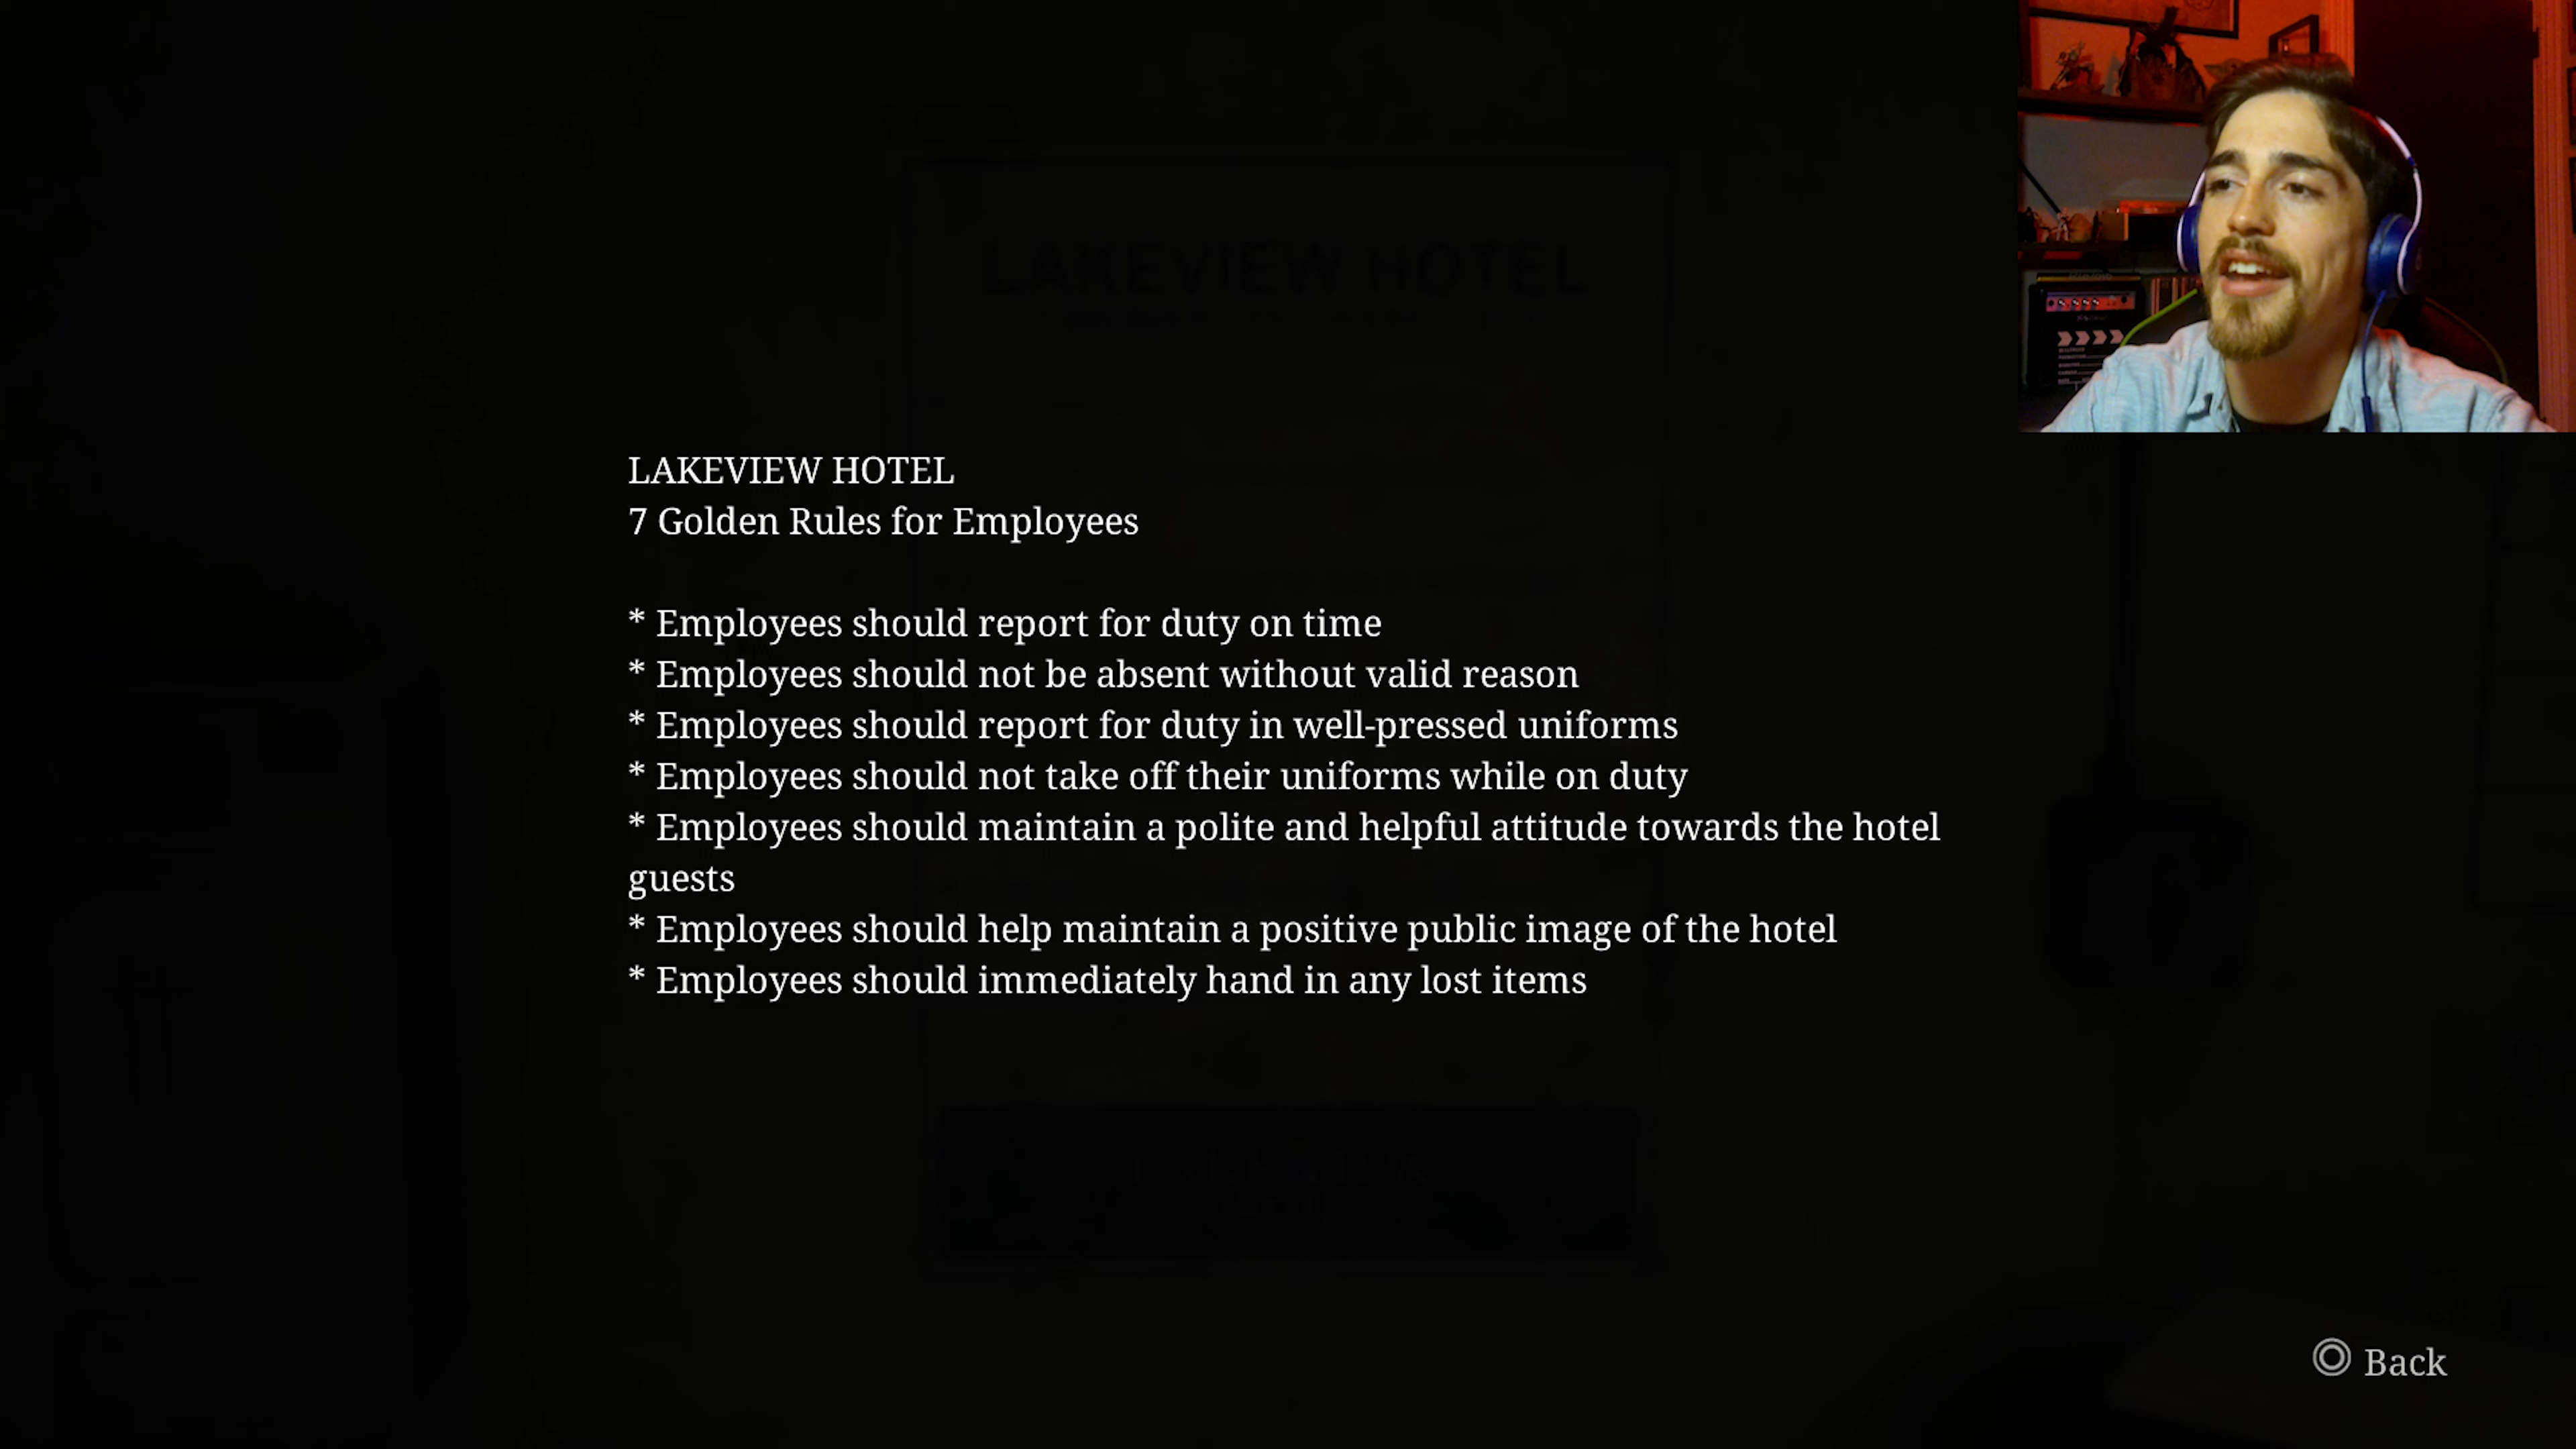 LAKEVIEW HOTEL
LAKEVIEW HOTEL
7 Golden Rules for Employees
* Employees should report for duty on time
* Employees should not be absent without valid reason
* Employees should report for duty in well-pressed uniforms
* Employees should not take off their uniforms while on duty
* Employees should maintain a polite and helpful attitude towards the hotel
guests
* Employees should help maintain a positive public image of the hotel
* Employees should immediately hand in any lost items
Back